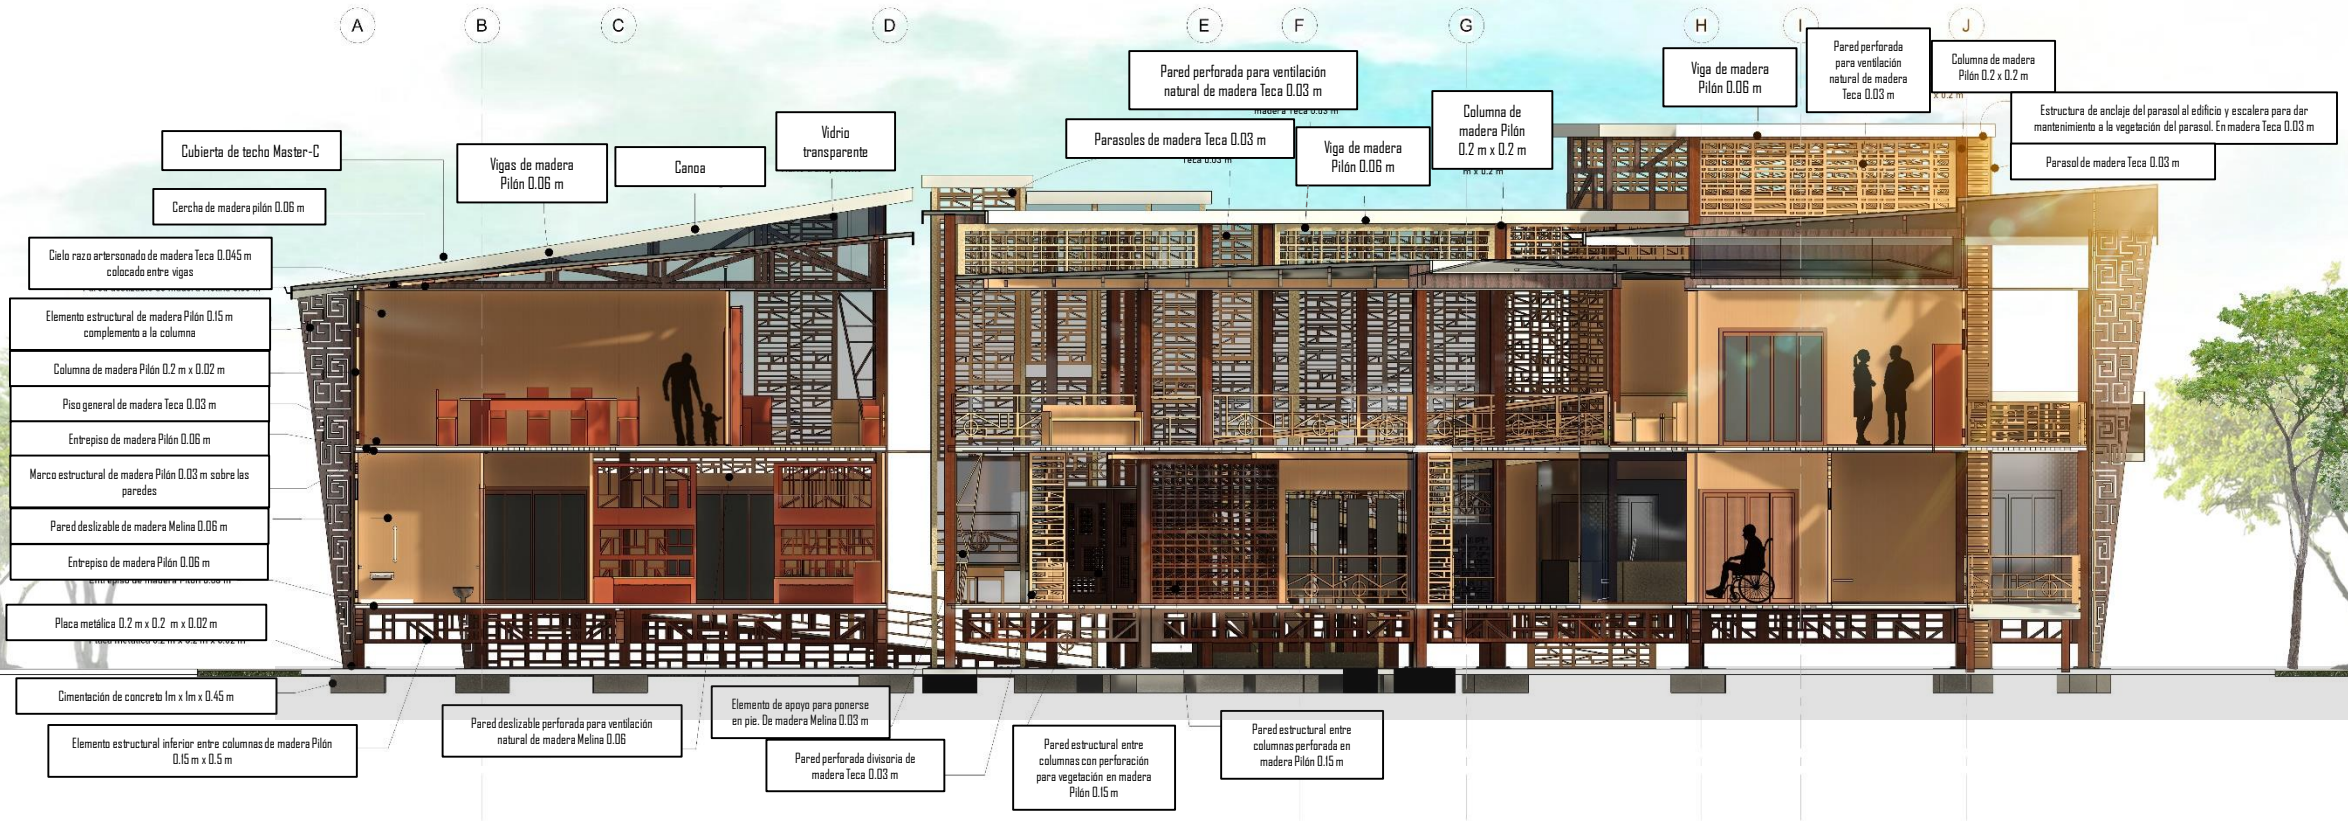 A
B
C
D
E
F
G
H
I
J
Pared perforada para ventilación
natural de madera Teca 0.03 m
madera Teca 0.03 m
Viga de madera
Pilón 0.06 m
Pared perforada
para ventilación
natural de madera
Teca 0.03 m
Columna de madera
Pilón 0.2 x 0.2 m
x 0.2 m
Estructura de anclaje del parasol al edificio y escalera para dar
mantenimiento a la vegetación del parasol. En madera Teca 0.03 m
Parasol de madera Teca 0.03 m
Columna de
madera Pilón
0.2 m x 0.2 m
m x 0.2 m
Parasoles de madera Teca 0.03 m
Teca 0.03 m
Viga de madera
Pilón 0.06 m
Vidrio
transparente
Cubierta de techo Master-C
Vigas de madera
Pilón 0.06 m
Canoa
Cercha de madera pilón 0.06 m
Cielo razo artersonado de madera Teca 0.045 m
colocado entre vigas
Elemento estructural de madera Pilón 0.15 m
complemento a la columna
Columna de madera Pilón 0.2 m x 0.02 m
Piso general de madera Teca 0.03 m
Entrepiso de madera Pilón 0.06 m
Marco estructural de madera Pilón 0.03 m sobre las
paredes
Pared deslizable de madera Melina 0.06 m
Entrepiso de madera Pilón 0.06 m
Placa metálica 0.2 m x 0.2 m x 0.02 m
Cimentación de concreto 1m x 1m x 0.45 m
Elemento estructural inferior entre columnas de madera Pilón
0.15 m x 0.5 m
Pared deslizable perforada para ventilación
natural de madera Melina 0.06
Elemento de apoyo para ponerse
en pie. De madera Melina 0.03 m
Pared perforada divisoria de
madera Teca 0.03 m
Pared estructural entre
columnas con perforación
para vegetación en madera
Pilón 0.15 m
Pared estructural entre
columnas perforada en
madera Pilón 0.15 m